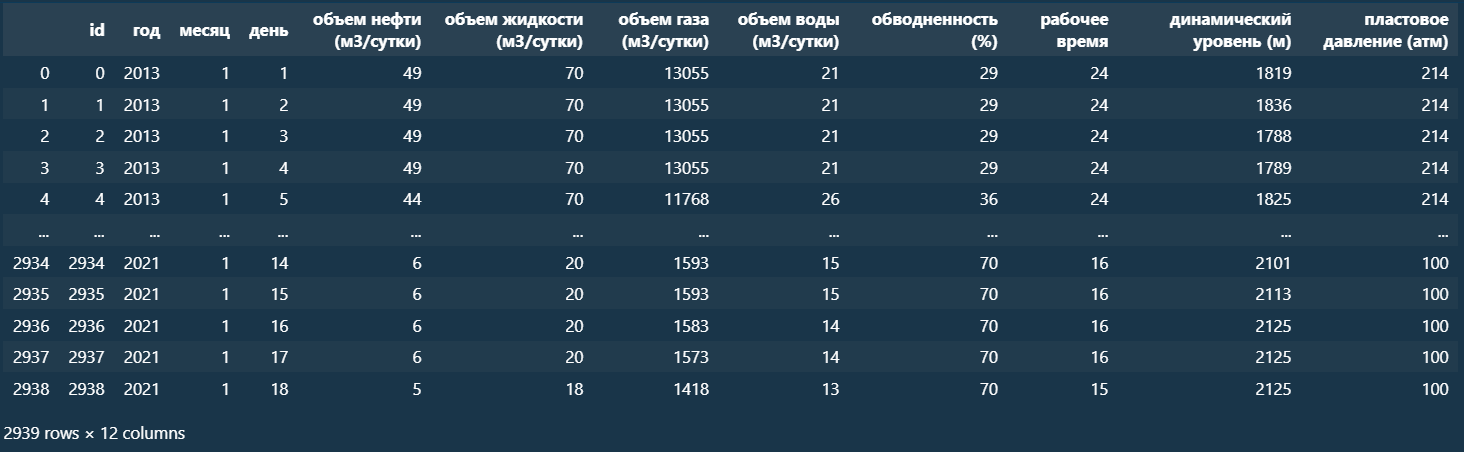 id год месяц день объем нефти (м3/сутки) объем жидкости (м3/сутки) объем газа (м3/сутки) объем воды (м3/сутки) обводненность (%) рабочее время динамический уровень (м) пластовое давление (атм)
0 0 2013 1 1 49 70 13055 21 29 24 1819 214
1 1 2013 1 2 49 70 13055 21 29 24 1836 214
2 2 2013 1 3 49 70 13055 21 29 24 1788 214
3 3 2013 1 4 49 70 13055 21 29 24 1789 214
4 4 2013 1 5 44 70 11768 26 36 24 1825 214
... ... ... ... ... ... ... ... ... ... ... ... ...
2934 2934 2021 1 14 6 20 1593 15 70 16 2101 100
2935 2935 2021 1 15 6 20 1593 15 70 16 2113 100
2936 2936 2021 1 16 6 20 1583 14 70 16 2125 100
2937 2937 2021 1 17 6 20 1573 14 70 16 2125 100
2938 2938 2021 1 18 5 18 1418 13 70 15 2125 100
2939 rows × 12 columns